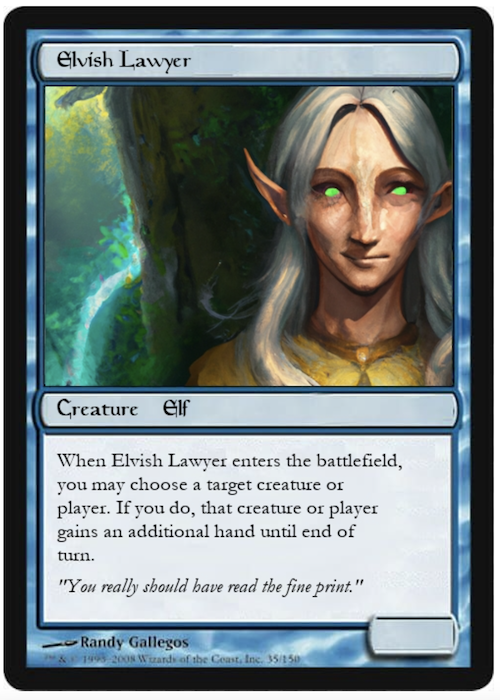 Elvish Lawyer
Creature Elf
When Elvish Lawyer enters the battlefield,
you may choose a target creature or
player. If you do, that creature or player
gains an additional hand until end of
turn.
"You really should have read the fine print."
Randy Gallegos
™ & © 1993-2008 Wizards of the Coast, Inc. 35/150